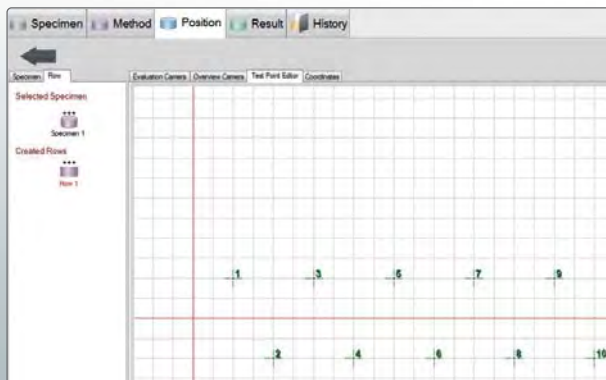 Specimen Method Position Result History
Specimen Row Evaluation Camera Overview Camera Test Point Editor Coordinates
Selected Specimen
Specimen 1
Created Rows
Row 1
1 3 5 7 9
2 4 6 8 10